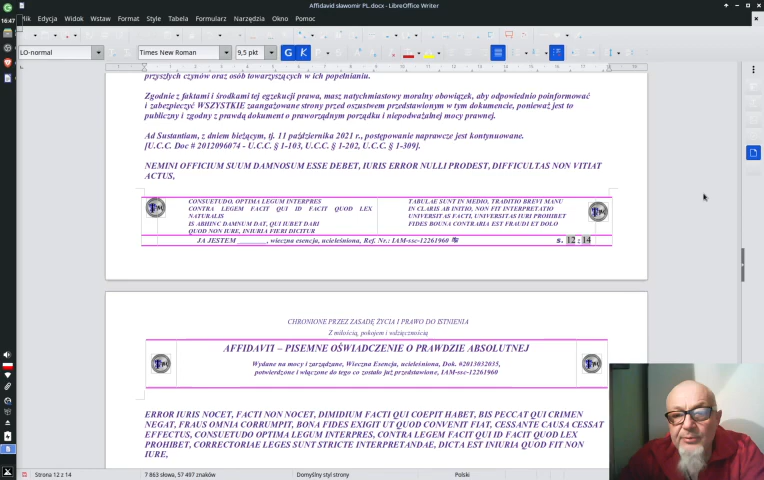 Affidavid sławomir PL.docx - LibreOffice Writer
16:47
Plik Edycja Widok Wstaw Format Style Tabela Formularz Narzędzia Okno Pomoc
LO-normal Times New Roman 9,5 pkt G K P
przyszłych czynów oraz osób towarzyszących w ich popełnianiu.
Zgodnie z faktami i środkami tej egzekucji prawa, masz natychmiastowy moralny obowiązek, aby odpowiednio poinformować
i zabezpieczyć WSZYSTKIE zaangażowane strony przed oszustwem przedstawionym w tym dokumencie, ponieważ jest to
publiczny i zgodny z prawdą dokument o praworządnym porządku i niepodważalnej mocy prawnej.
Ad Sustantiam, z dniem bieżącym, tj. 11 października 2021 r., postępowanie naprawcze jest kontynuowane.
[U.C.C. Doc # 2012096074 - U.C.C. § 1-103, U.C.C. § 1-202, U.C.C. § 1-309].
NEMINI OFFICIUM SUUM DAMNOSUM ESSE DEBET, IURIS ERROR NULLI PRODEST, DIFFICULTAS NON VITIAT
ACTUS,
CONSUETUDO, OPTIMA LEGUM INTERPRES
CONTRA LEGEM FACIT QUI ID FACIT QUOD LEX
NATURALIS
IS ABHINC DAMNUM DAT, QUI IUBET DARI
QUOD NON IURE, INIURIA FIERI DICITUR
TABULAE SUNT IN MEDIO, TRADITIO BREVI MANU
IN CLARIS AB INITIO, NON FIT INTERPRETATIO
UNIVERSITAS FACTI, UNIVERSITAS IURI PROHIBET
FIDES BOUNA CONTRARIA EST FRAUDI ET DOLO
JA JESTEM ________, wieczna esencja, ucieleśniona, Ref. Nr.: IAM-ssc-12261960
s. 12 : 14
CHRONIONE PRZEZ ZASADĘ ŻYCIA I PRAWO DO ISTNIENIA
Z miłością, pokojem i wdzięcznością
AFFIDAVITI – PISEMNE OŚWIADCZENIE O PRAWDZIE ABSOLUTNEJ
Wydane na mocy i zarządzane, Wieczna Esencja, ucieleśniona, Dok. #2013032035,
potwierdzone i włączone do tego co zostało już przedstawione, IAM-ssc-12261960
ERROR IURIS NOCET, FACTI NON NOCET, DIMIDIUM FACTI QUI COEPIT HABET, BIS PECCAT QUI CRIMEN
NEGAT, FRAUS OMNIA CORRUMPIT, BONA FIDES EXIGIT UT QUOD CONVENIT FIAT, CESSANTE CAUSA CESSAT
EFFECTUS, CONSUETUDO OPTIMA LEGUM INTERPRES, CONTRA LEGEM FACIT QUI ID FACIT QUOD LEX
PROHIBET, CORRECTORIAE LEGES SUNT STRICTE INTERPRETANDAE, DICTA EST INIURIA QUOD FIT NON
IURE,
Strona 12 z 14 7 863 słowa, 57 497 znaków Domyślny styl strony Polski